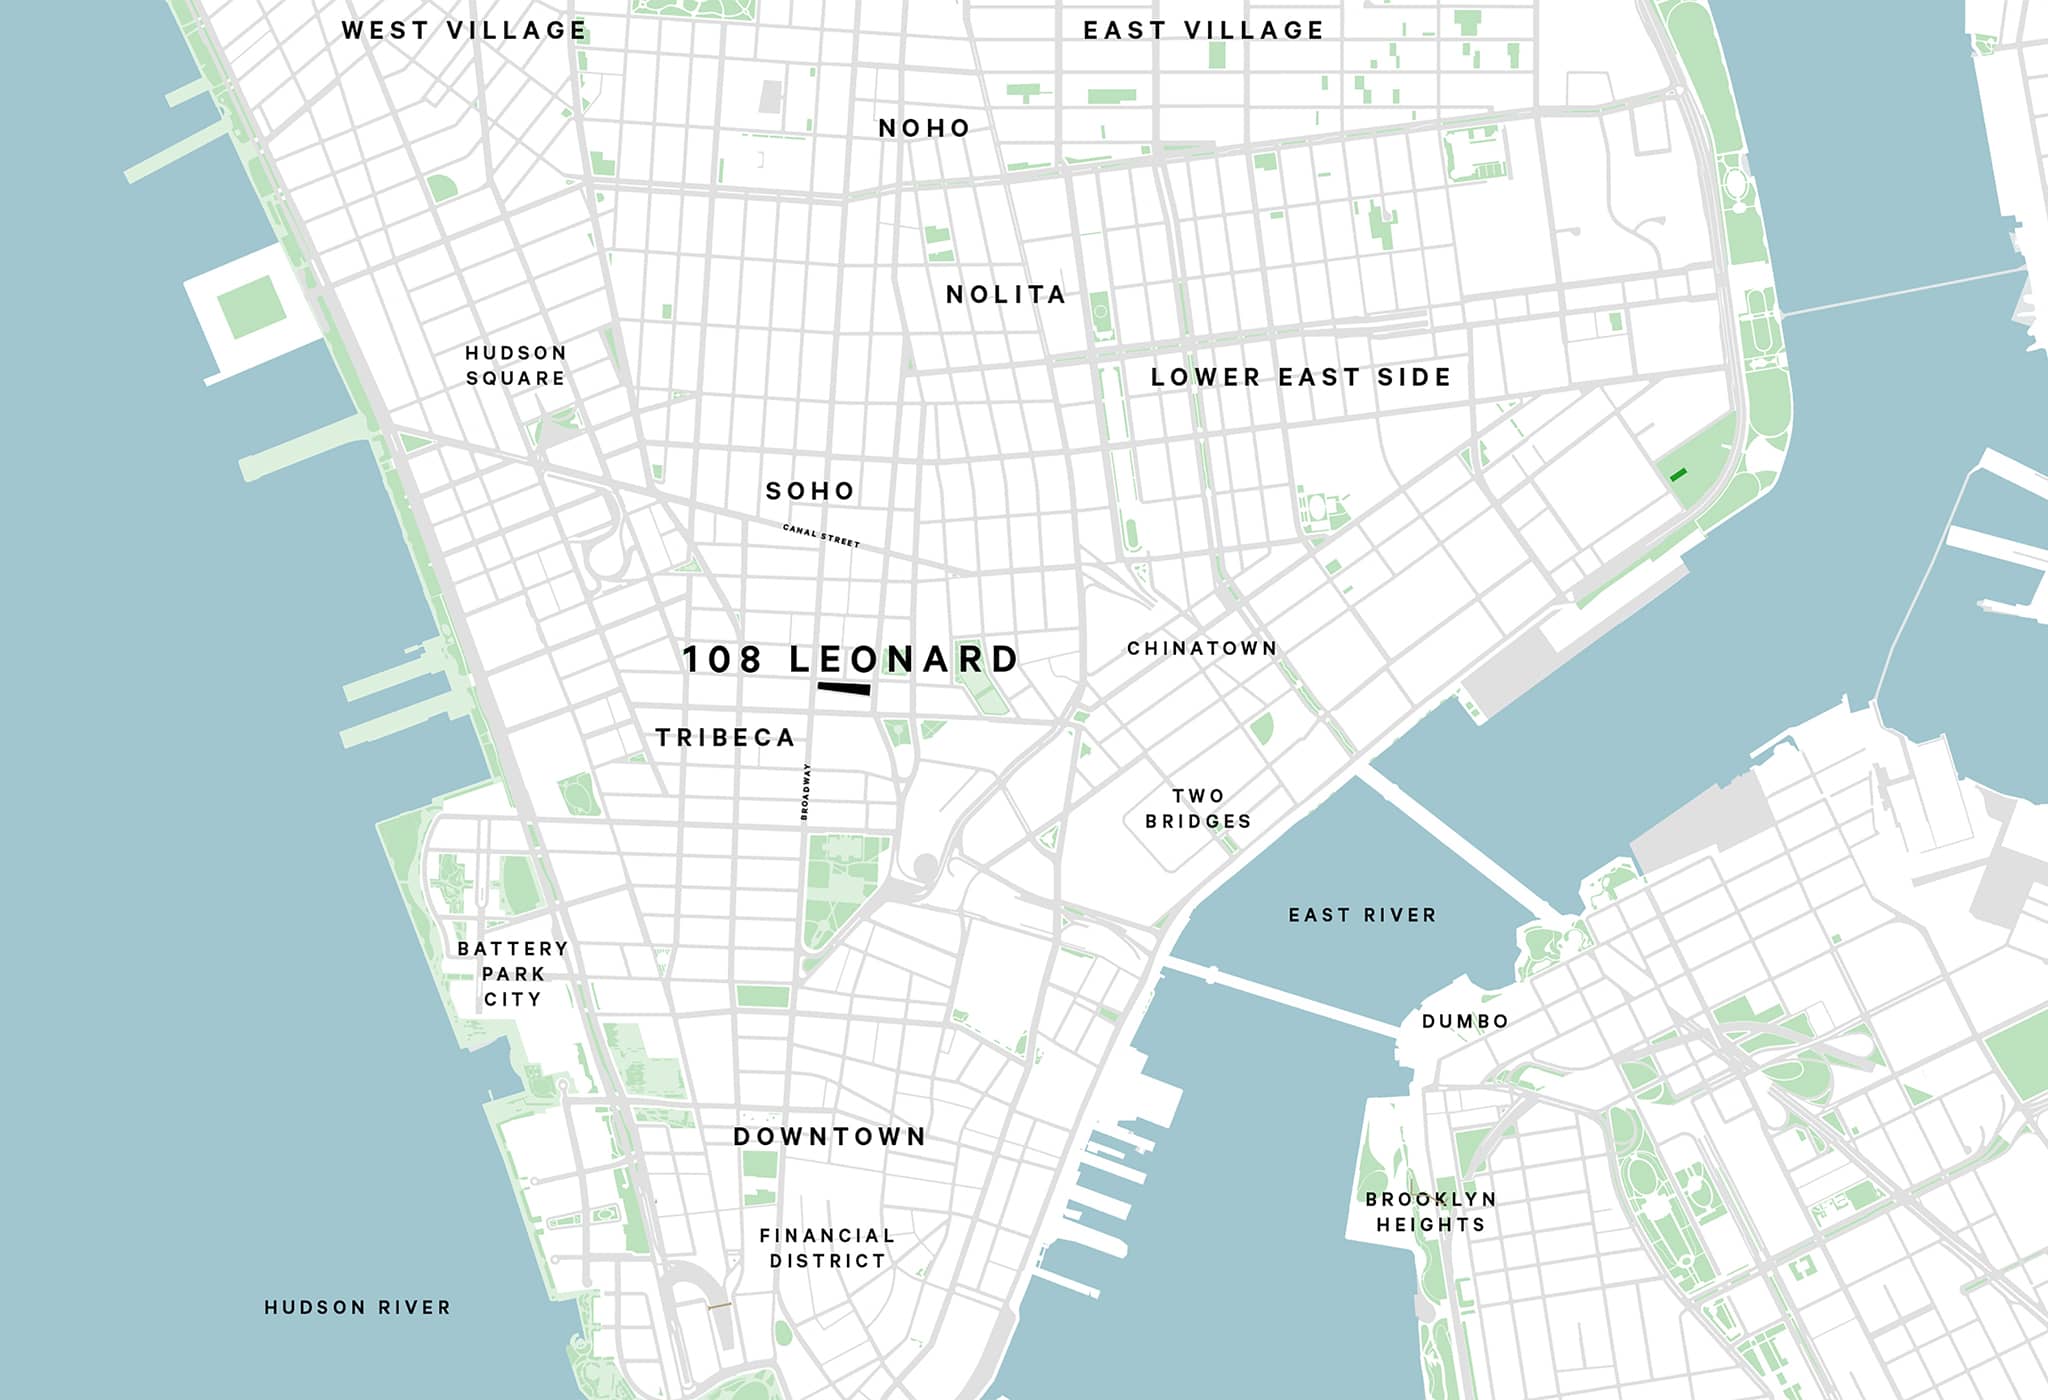 WEST VILLAGE
EAST VILLAGE
NOHO
NOLITA
HUDSON
SQUARE
LOWER EAST SIDE
SOHO
CANAL STREET
108 LEONARD
CHINATOWN
TRIBECA
BROADWAY
TWO
BRIDGES
EAST RIVER
BATTERY
PARK
CITY
DUMBO
DOWNTOWN
BROOKLYN
HEIGHTS
FINANCIAL
DISTRICT
HUDSON RIVER